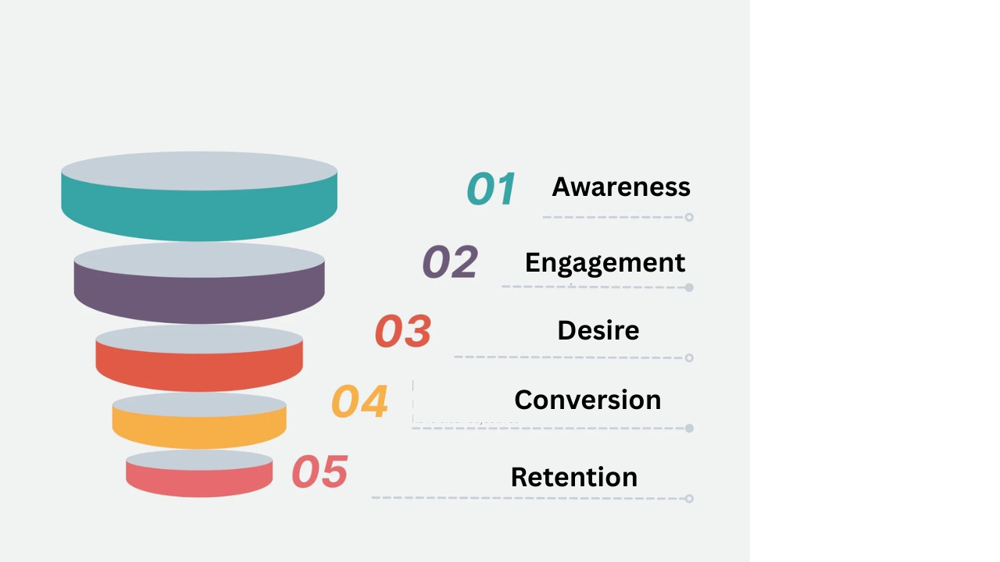 01 Awareness
02 Engagement
03 Desire
04 Conversion
05 Retention